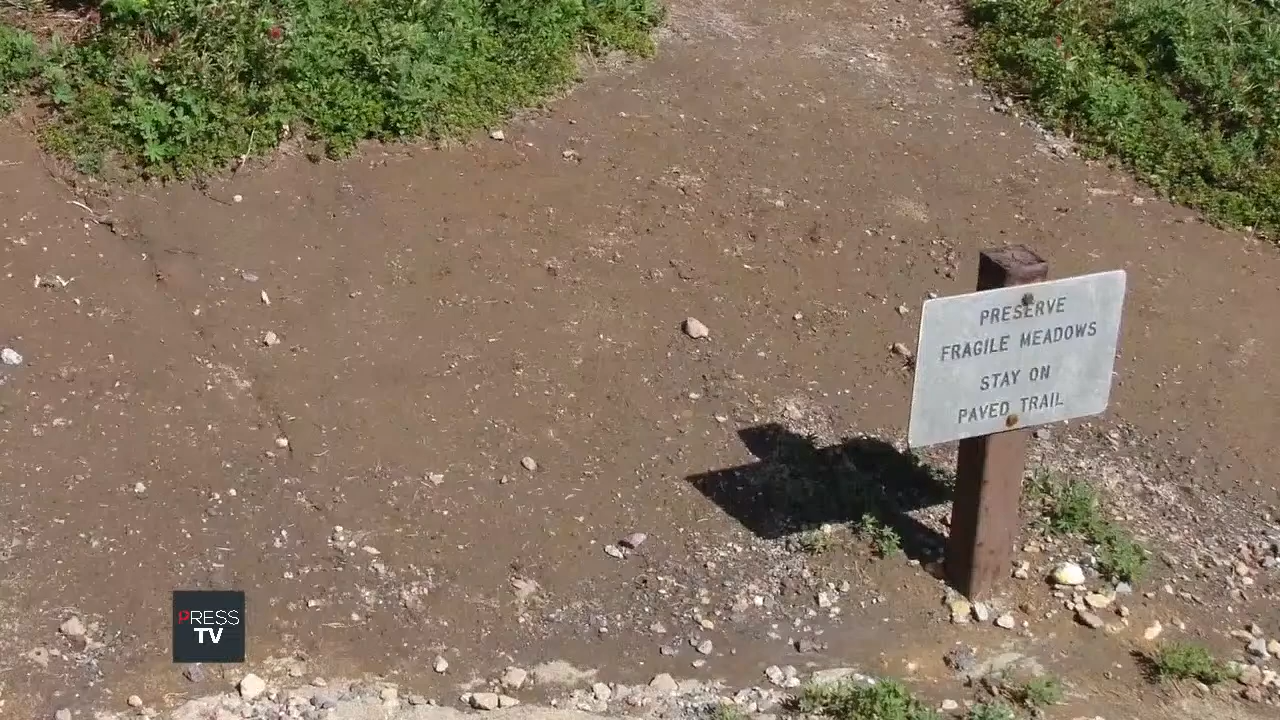 PRESERVE
FRAGILE MEADOWS
STAY ON
PAVED TRAIL
PRESS
TV